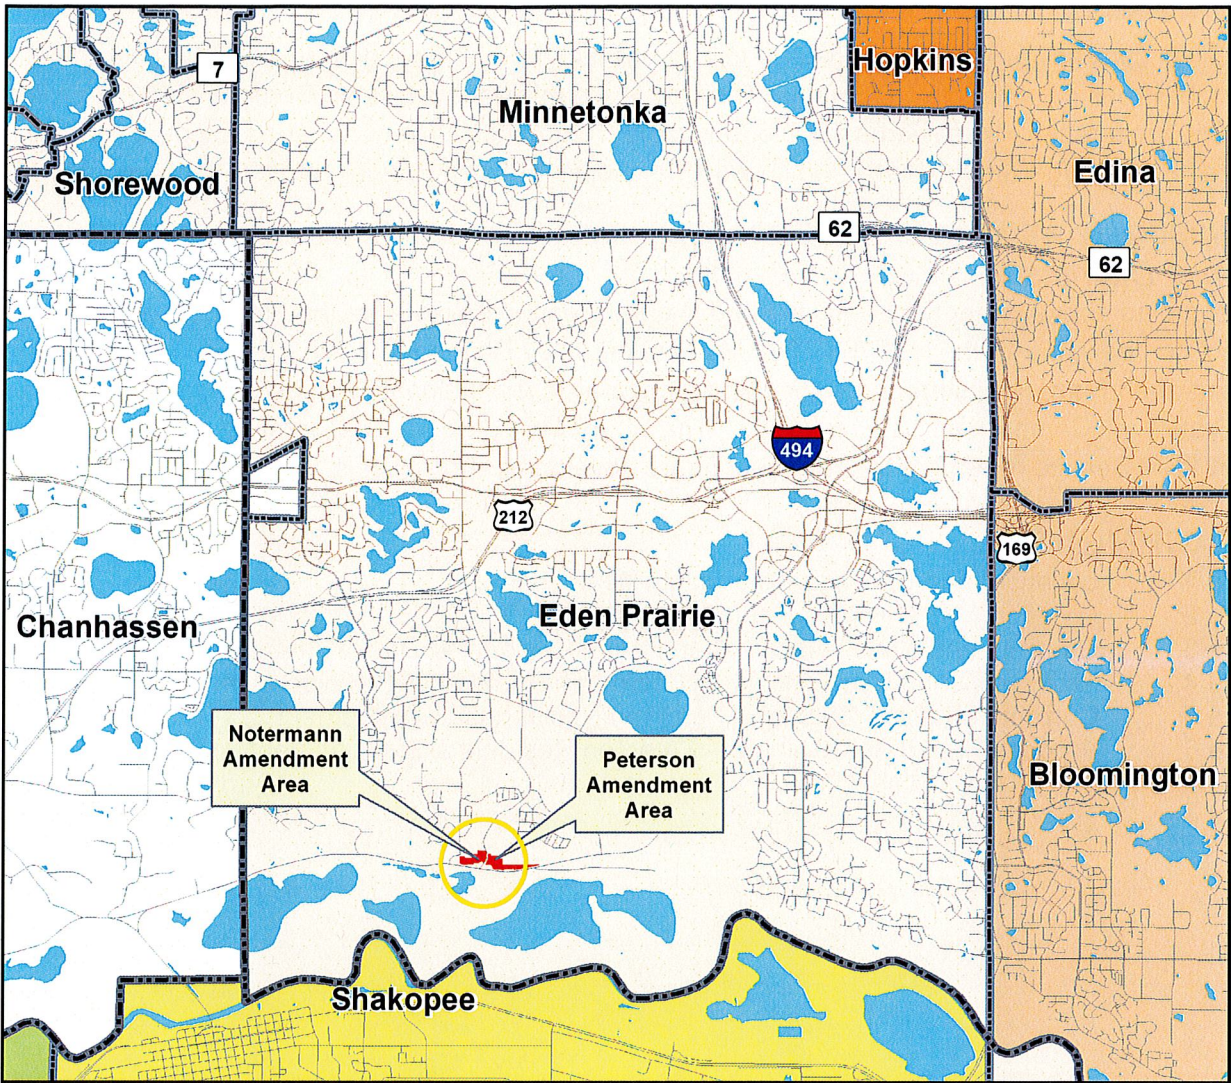 Hopkins
7
Minnetonka
Edina
Shorewood
62
62
494
212
169
Eden Prairie
Chanhassen
Notermann
Amendment
Area
Peterson
Amendment
Area
Bloomington
Shakopee